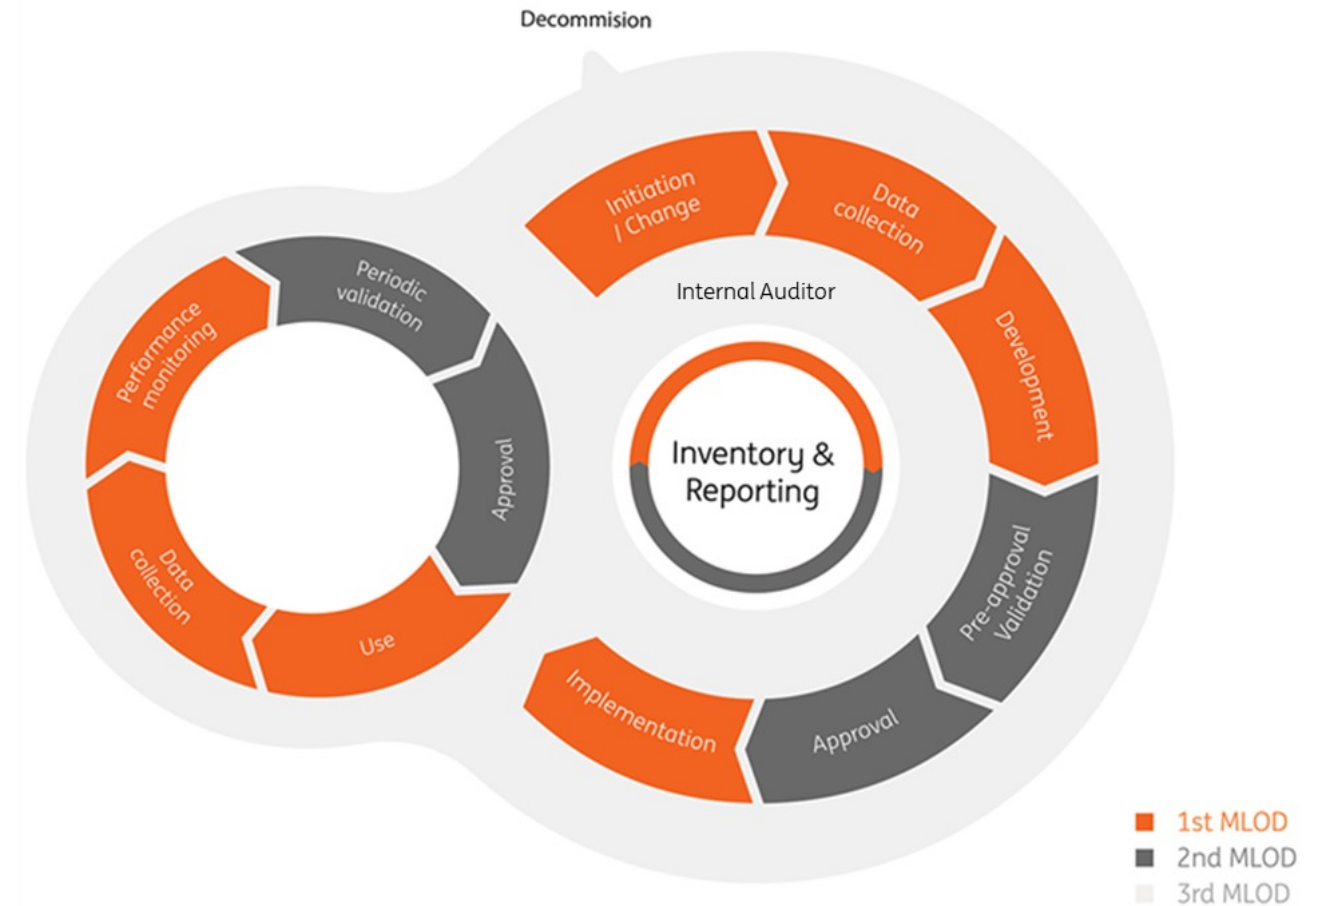 Decommision
Initiation
/ Change
Data
collection
Development
Pre-approval
Validation
Approval
Implementation
Internal Auditor
Inventory &
Reporting
Periodic
validation
Approval
Use
Data
collection
Performance
monitoring
1st MLOD
2nd MLOD
3rd MLOD